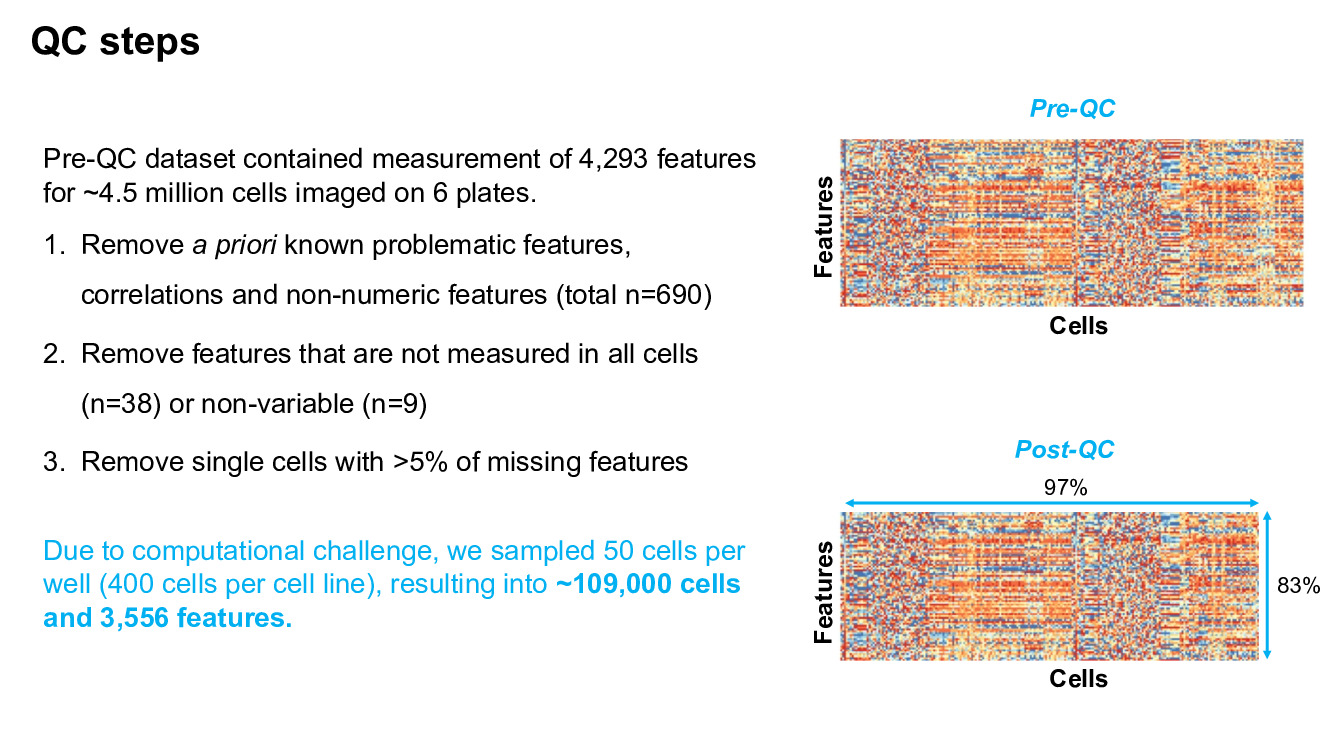 QC steps
Pre-QC dataset contained measurement of 4,293 features
for ~4.5 million cells imaged on 6 plates.
1. Remove a priori known problematic features,
correlations and non-numeric features (total n=690)
2. Remove features that are not measured in all cells
(n=38) or non-variable (n=9)
3. Remove single cells with >5% of missing features
Due to computational challenge, we sampled 50 cells per
well (400 cells per cell line), resulting into ~109,000 cells
and 3,556 features.
Pre-QC
Features
Cells
Post-QC
97%
Features
83%
Cells